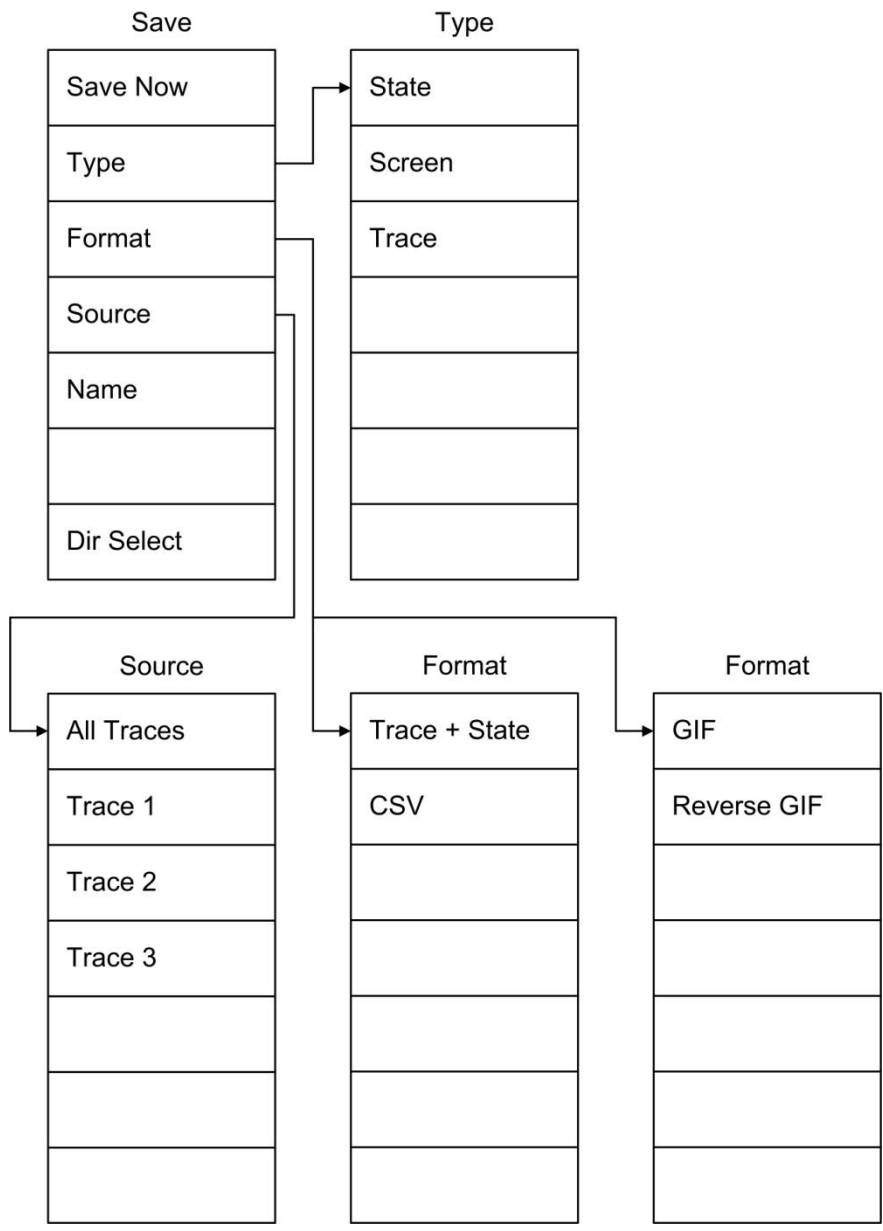 Save
Save Now
Type
Format
Source
Name
Dir Select
Type
State
Screen
Trace
Source
All Traces
Trace 1
Trace 2
Trace 3
Format
Trace + State
CSV
Format
GIF
Reverse GIF